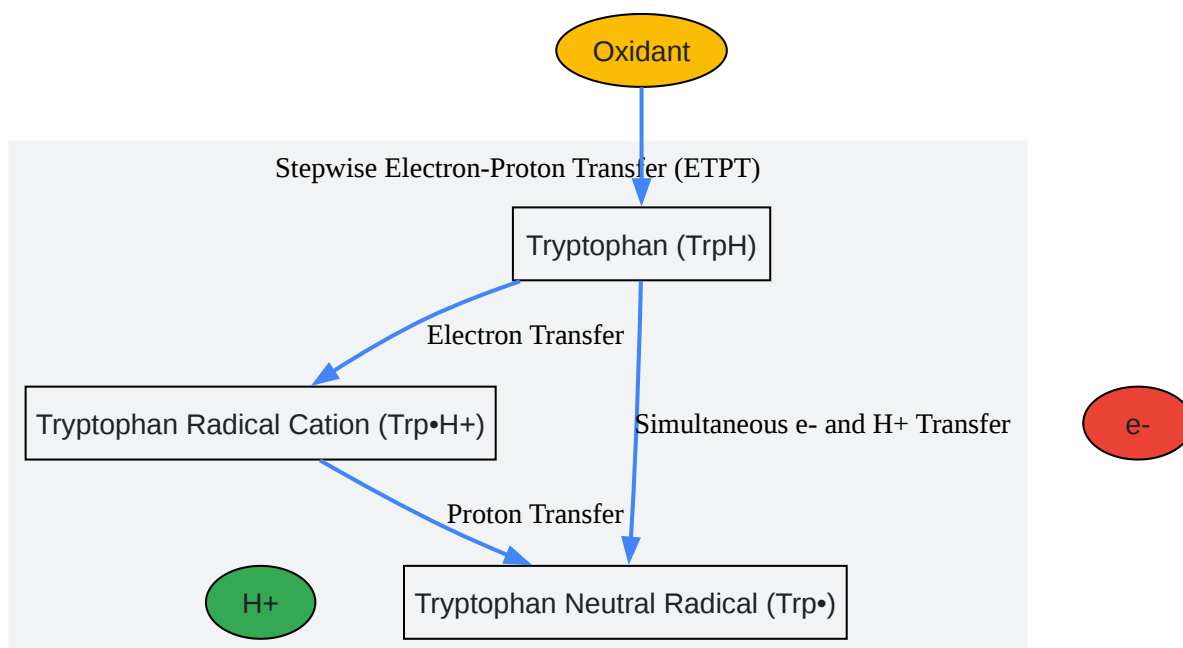 Oxidant
Stepwise Electron-Proton Transfer (ETPT)
Tryptophan (TrpH)
Electron Transfer
Tryptophan Radical Cation (Trp•H+)
Simultaneous e- and H+ Transfer
e-
Proton Transfer
H+
Tryptophan Neutral Radical (Trp•)